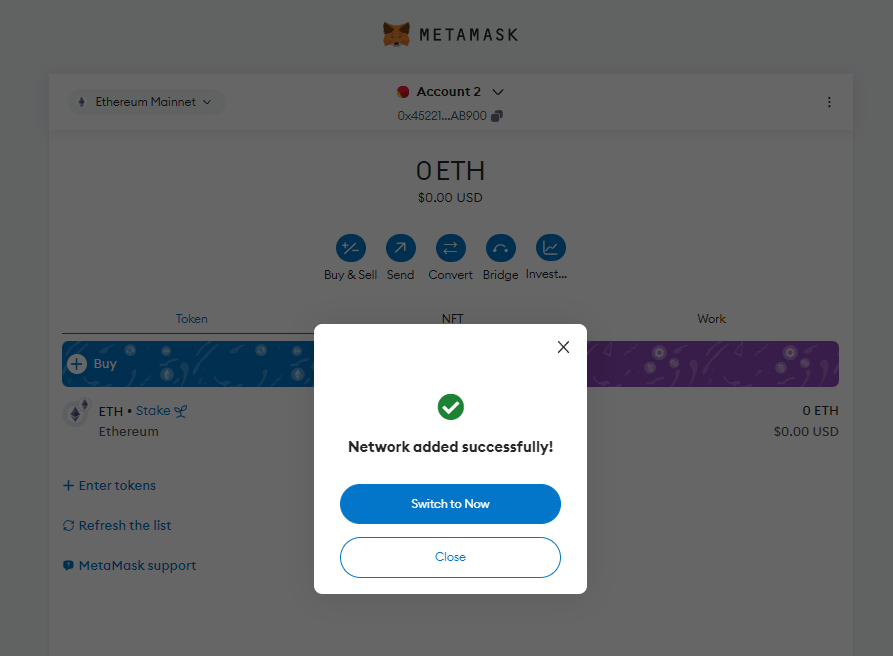 METAMASK
Ethereum Mainnet
Account 2
0x45221...AB900
0 ETH
$0.00 USD
Buy & Sell Send Convert Bridge Invest...
Token NFT Work
Buy
ETH • Stake
0 ETH
Ethereum
$0.00 USD
Enter tokens
Refresh the list
MetaMask support
Network added successfully!
Switch to Now
Close